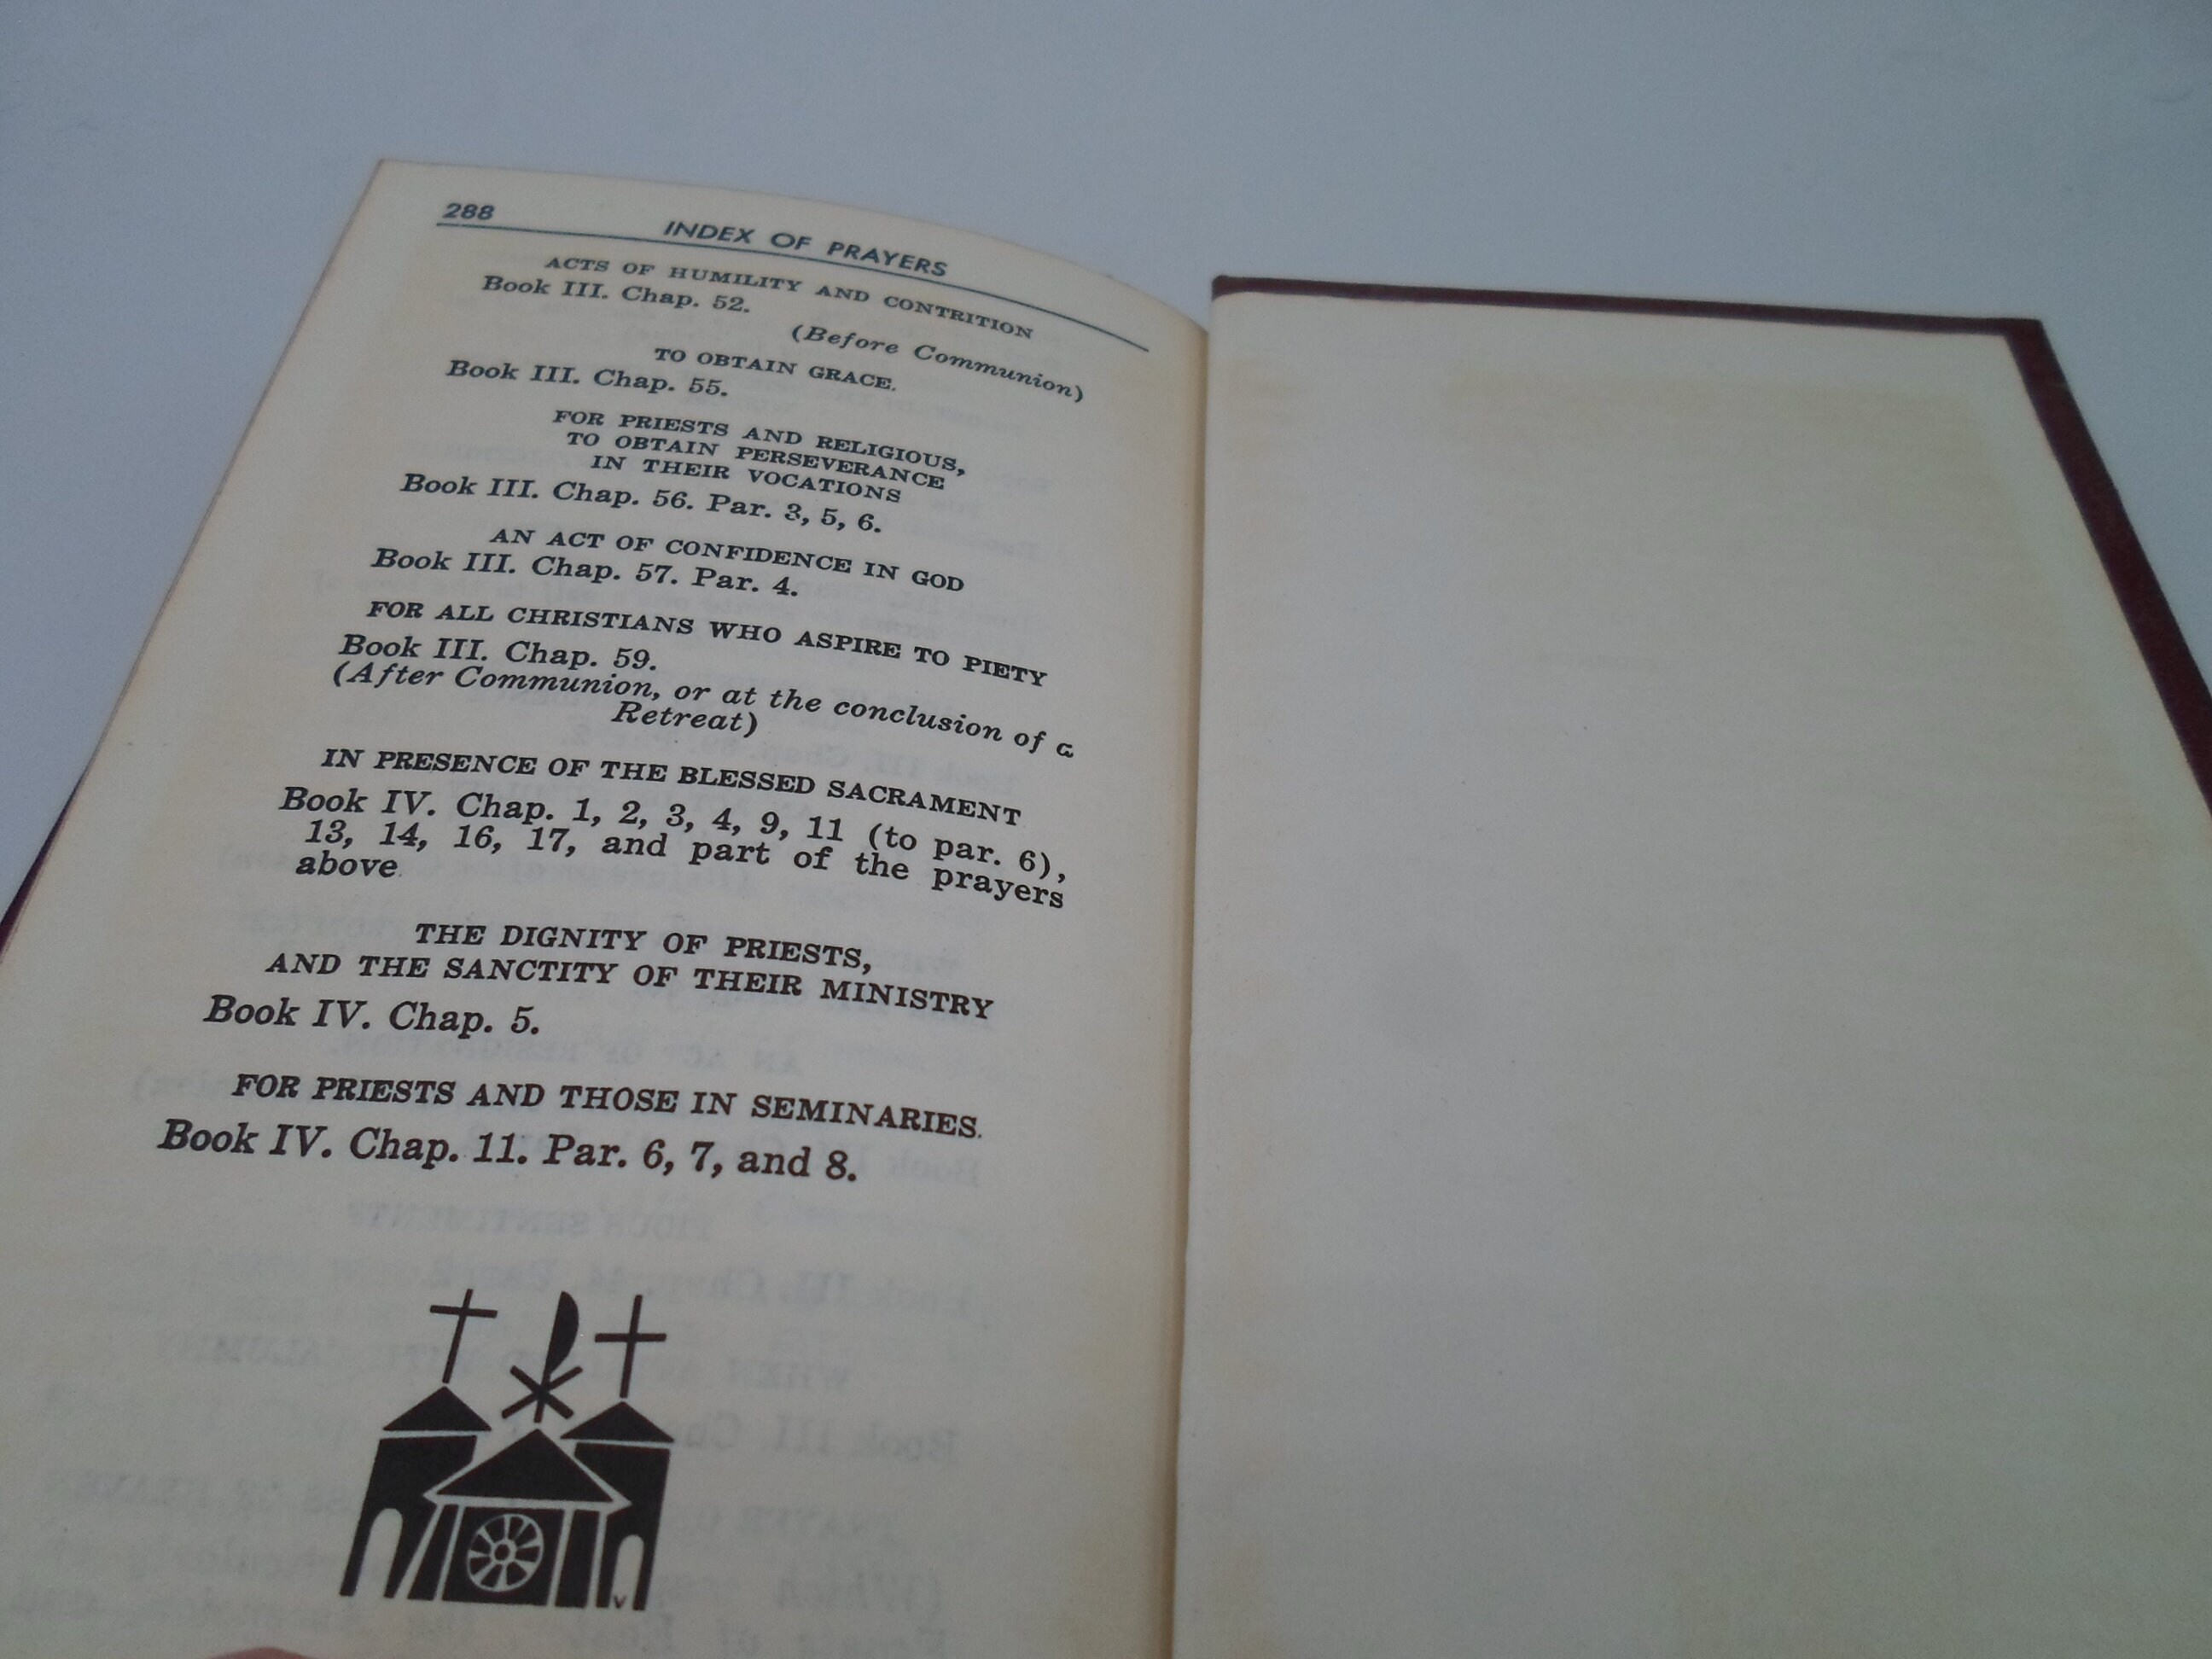 288
INDEX OF PRAYERS
ACTS OF HUMILITY AND CONTRITION
Book III. Chap. 52.
(Before Communion)
TO OBTAIN GRACE.
Book III. Chap. 55.
FOR PRIESTS AND RELIGIOUS,
TO OBTAIN PERSEVERANCE
IN THEIR VOCATIONS
Book III. Chap. 56. Par. 3, 5, 6.
AN ACT OF CONFIDENCE IN GOD
Book III. Chap. 57. Par. 4.
FOR ALL CHRISTIANS WHO ASPIRE TO PIETY
Book III. Chap. 59.
(After Communion, or at the conclusion of a
Retreat)
IN PRESENCE OF THE BLESSED SACRAMENT
Book IV. Chap. 1, 2, 3, 4, 9, 11 (to par. 6),
13, 14, 16, 17, and part of the prayers
above.
THE DIGNITY OF PRIESTS,
AND THE SANCTITY OF THEIR MINISTRY
Book IV. Chap. 5.
FOR PRIESTS AND THOSE IN SEMINARIES.
Book IV. Chap. 11. Par. 6, 7, and 8.
V